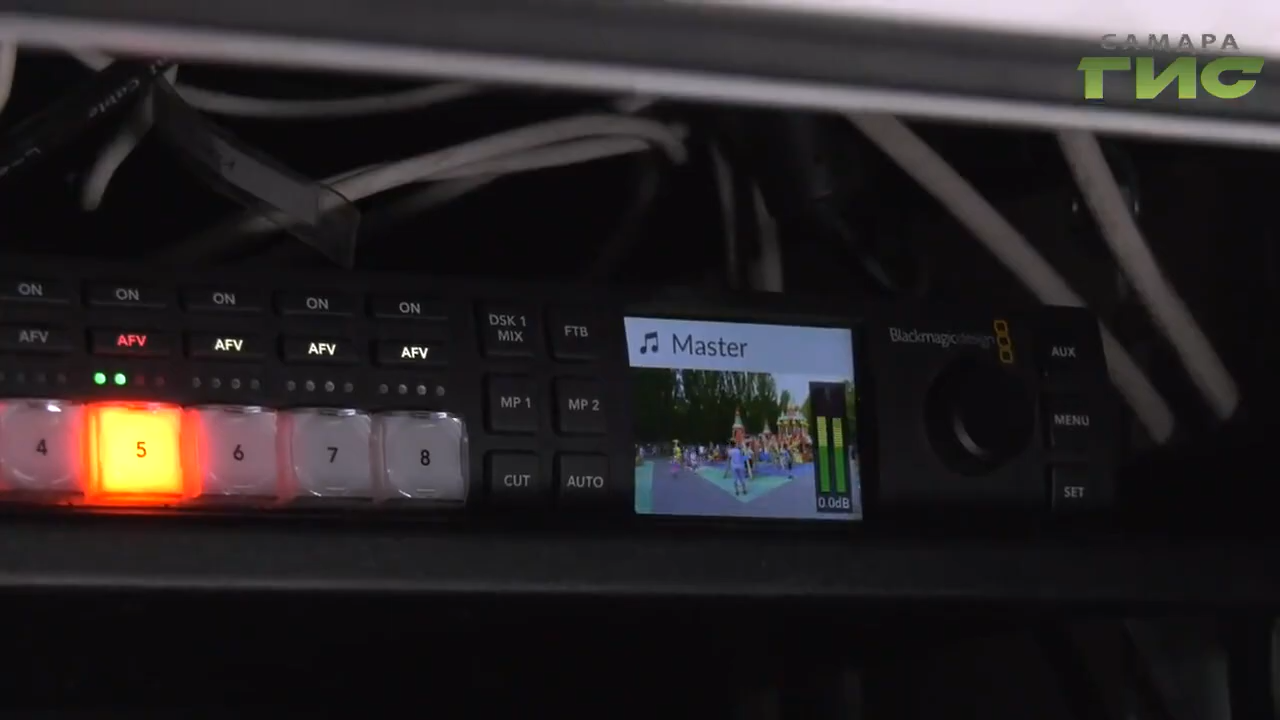 САМАРА
ГИС
Cable
ON ON ON ON ON
AFV AFV AFV AFV AFV
4 5 6 7 8
DSK 1 MIX
FTB
MP 1
MP 2
CUT
AUTO
Master
0.0dB
Blackmagicdesign
AUX
MENU
SET